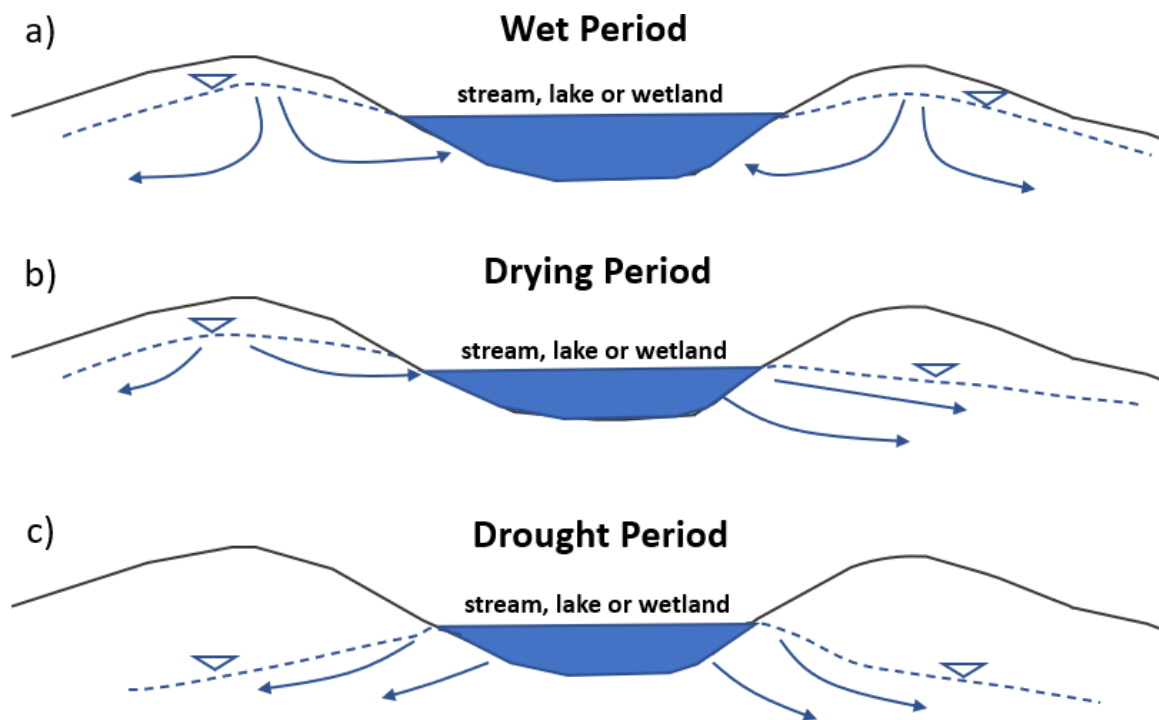 a)
Wet Period
stream, lake or wetland
b)
Drying Period
stream, lake or wetland
c)
Drought Period
stream, lake or wetland